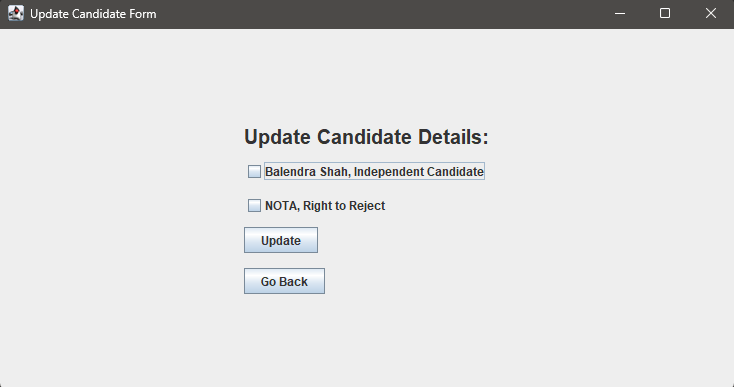 Update Candidate Form
Update Candidate Details:
Balendra Shah, Independent Candidate
NOTA, Right to Reject
Update
Go Back